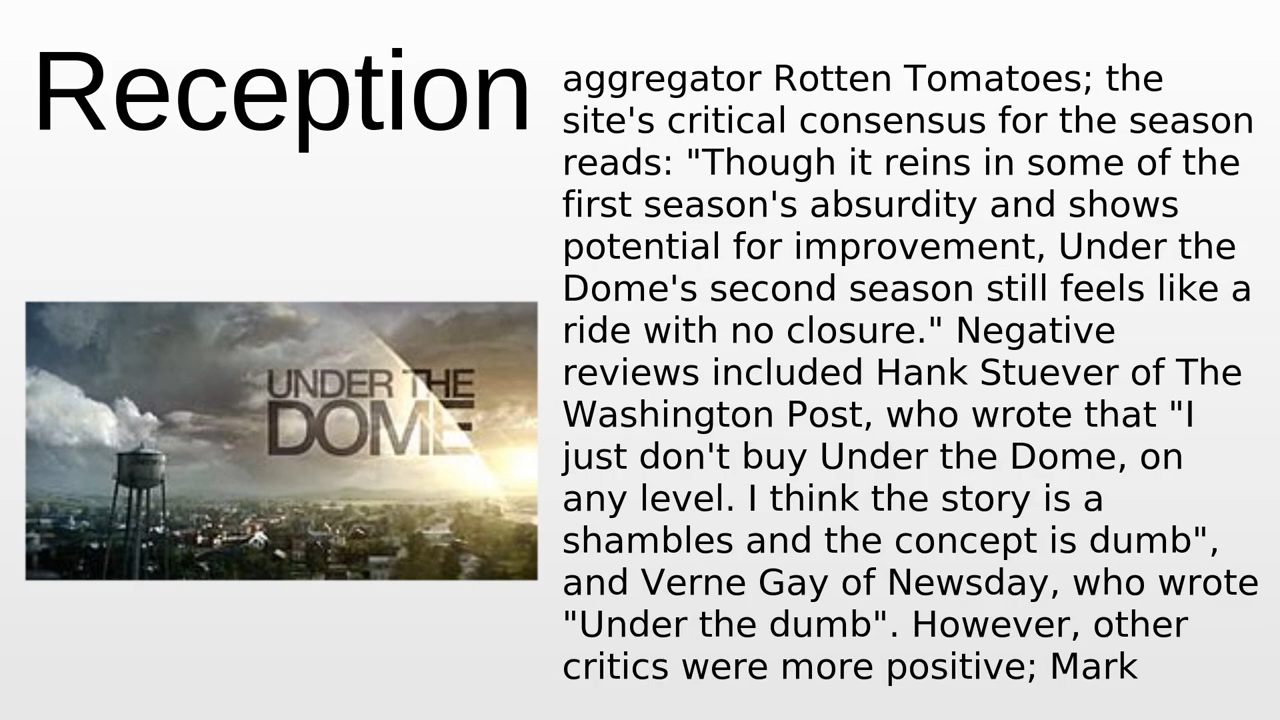 Reception
aggregator Rotten Tomatoes; the
site's critical consensus for the season
reads: "Though it reins in some of the
first season's absurdity and shows
potential for improvement, Under the
Dome's second season still feels like a
ride with no closure." Negative
reviews included Hank Stuever of The
Washington Post, who wrote that "I
just don't buy Under the Dome, on
any level. I think the story is a
shambles and the concept is dumb",
and Verne Gay of Newsday, who wrote
"Under the dumb". However, other
critics were more positive; Mark
UNDER THE
DOME